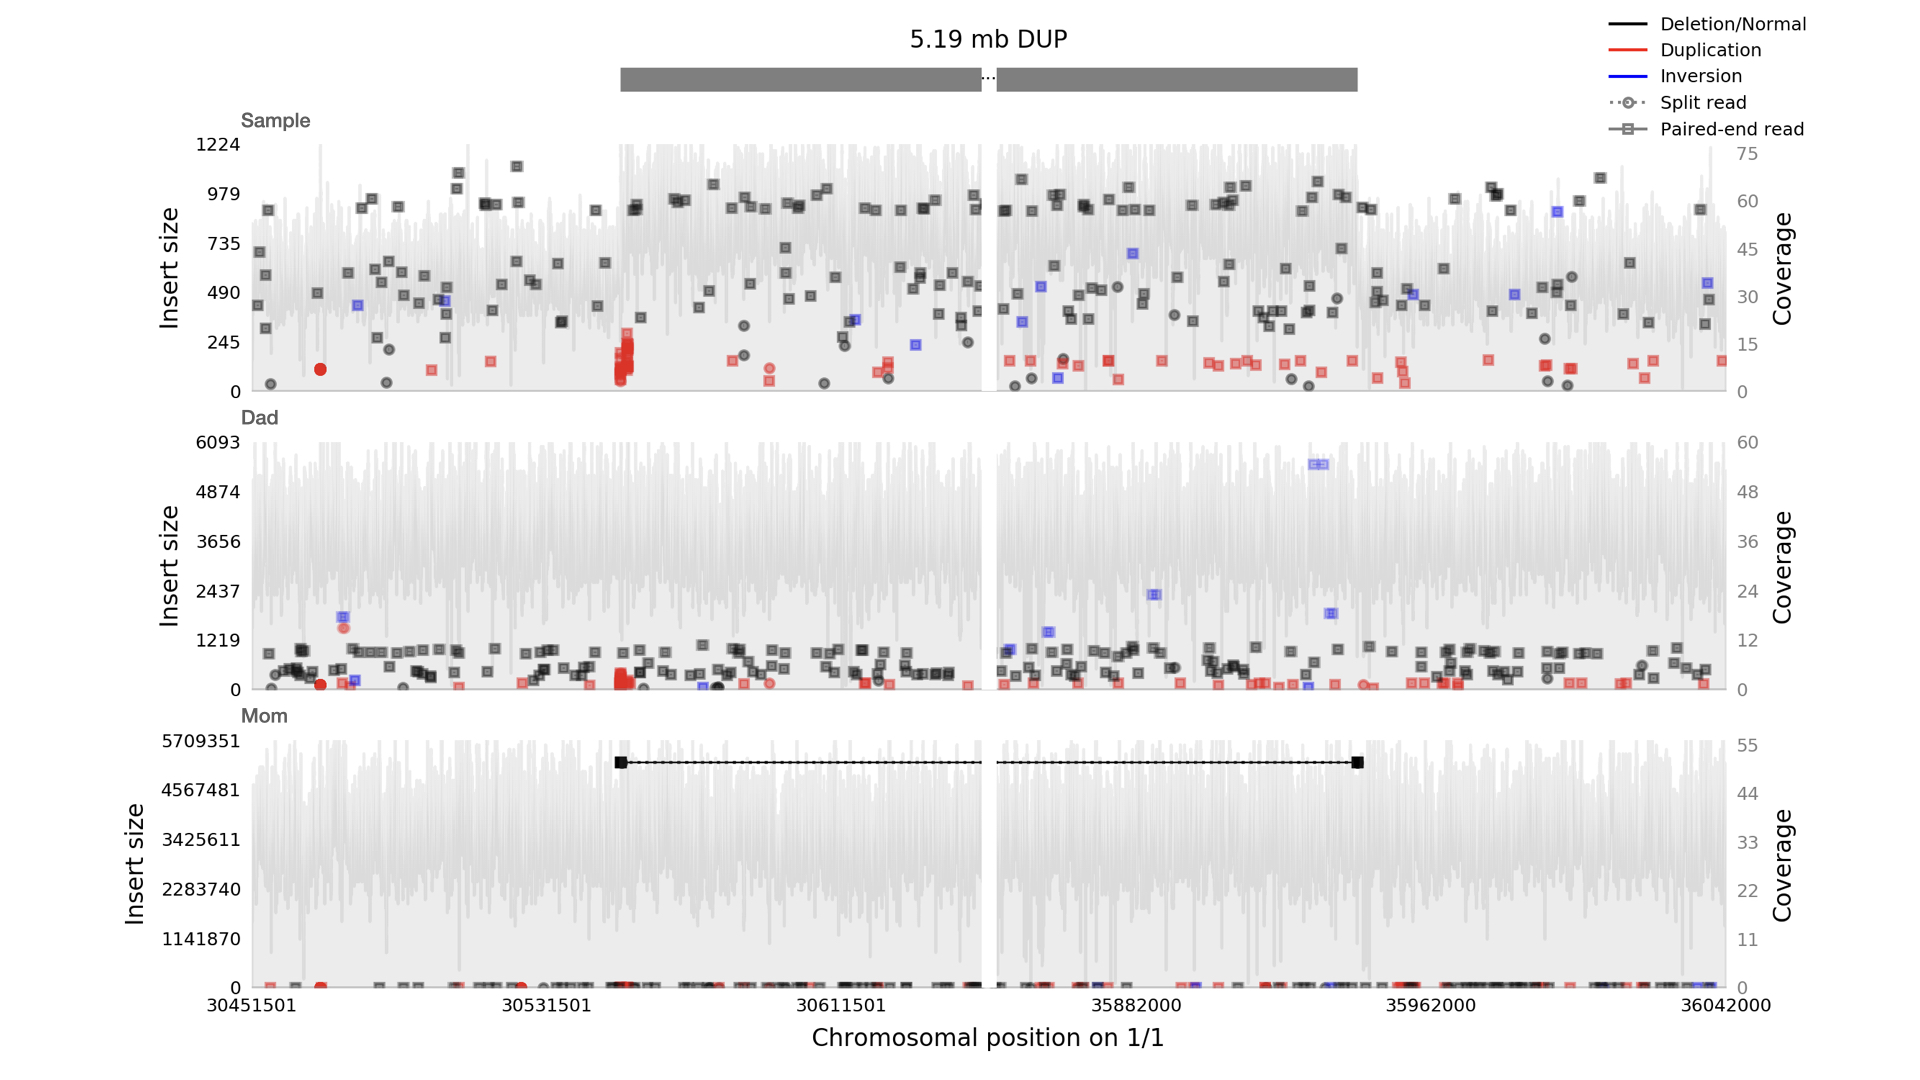 5.19 mb DUP
...
Deletion/Normal
Duplication
Inversion
Split read
Paired-end read
Sample
1224
979
735
490
245
0
Insert size
75
60
45
30
15
0
Coverage
Dad
6093
4874
3656
2437
1219
0
Insert size
60
48
36
24
12
0
Coverage
Mom
5709351
4567481
3425611
2283740
1141870
0
Insert size
55
44
33
22
11
0
Coverage
30451501 30531501 30611501 35882000 35962000 36042000
Chromosomal position on 1/1